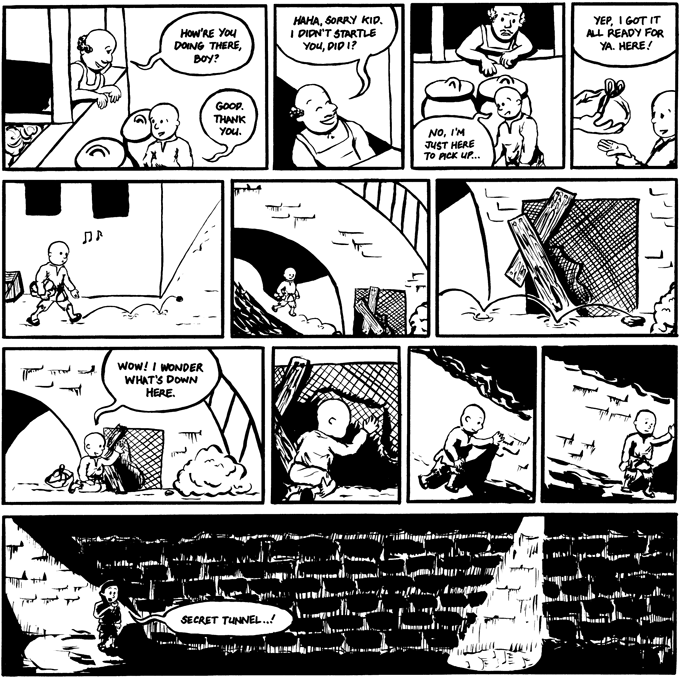 HOW'RE YOU
DOING THERE,
BOY?
GOOD.
THANK
YOU.
HAHA, SORRY KID.
I DIDN'T STARTLE
YOU, DID I?
NO, I'M
JUST HERE
TO PICK UP...
YEP, I GOT IT
ALL READY FOR
YA. HERE!
WOW! I WONDER
WHAT'S DOWN
HERE.
SECRET TUNNEL...!